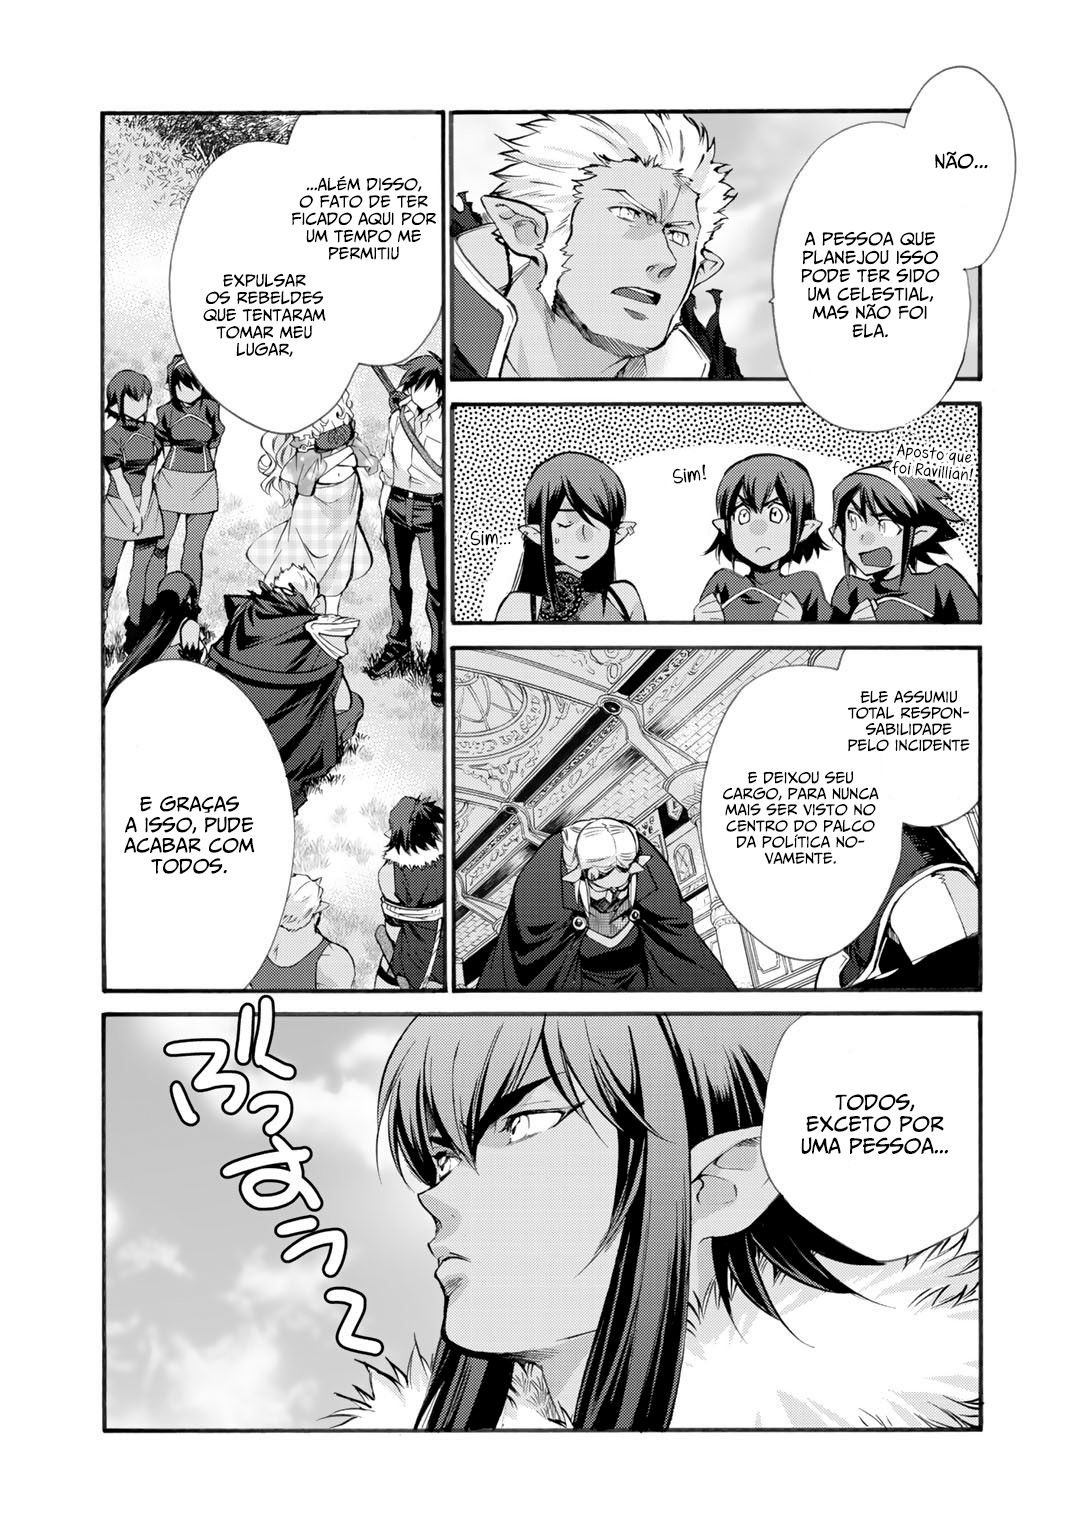 NÃO...
A PESSOA QUE
PLANEJOU ISSO
PODE TER SIDO
UM CELESTIAL,
MAS NÃO FOI
ELA.
Aposto que
foi Ravillian!
Sim!
Sim.
ELE ASSUMIU
TOTAL RESPON-
SABILIDADE
PELO INCIDENTE
E DEIXOU SEU
CARGO, PARA NUNCA
MAIS SER VISTO NO
CENTRO DO PALCO
DA POLÍTICA NO-
VAMENTE.
...ALÉM DISSO,
O FATO DE TER
FICADO AQUI POR
UM TEMPO ME
PERMITIU
EXPULSAR
OS REBELDES
QUE TENTARAM
TOMAR MEU
LUGAR,
E GRAÇAS
A ISSO, PUDE
ACABAR COM
TODOS.
TODOS,
EXCETO POR
UMA PESSOA...
ぶっすぅ〜